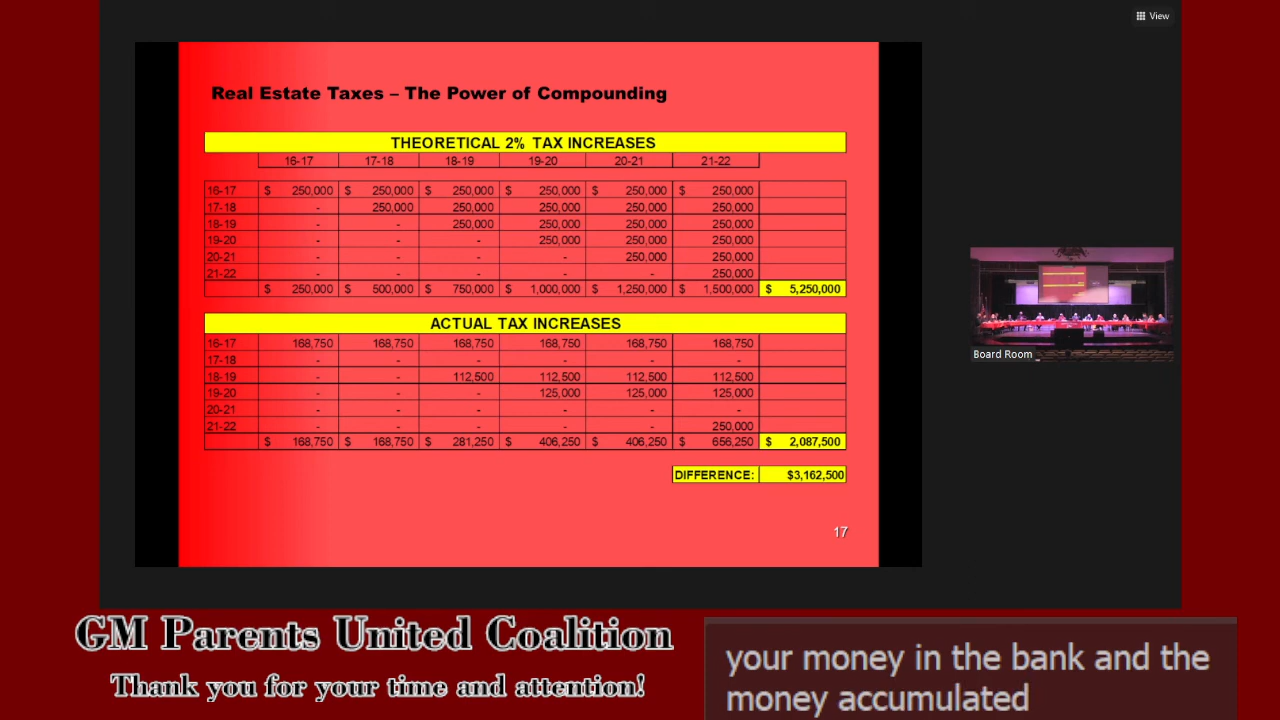 View
Real Estate Taxes – The Power of Compounding
THEORETICAL 2% TAX INCREASES
16-17 17-18 18-19 19-20 20-21 21-22
16-17 $ 250,000 $ 250,000 $ 250,000 $ 250,000 $ 250,000 $ 250,000
17-18 - 250,000 250,000 250,000 250,000 250,000
18-19 - - 250,000 250,000 250,000 250,000
19-20 - - - 250,000 250,000 250,000
20-21 - - - - 250,000 250,000
21-22 - - - - - 250,000
$ 250,000 $ 500,000 $ 750,000 $ 1,000,000 $ 1,250,000 $ 1,500,000 $ 5,250,000
ACTUAL TAX INCREASES
16-17 168,750 168,750 168,750 168,750 168,750 168,750
17-18 - - - - - -
18-19 - - 112,500 112,500 112,500 112,500
19-20 - - - 125,000 125,000 125,000
20-21 - - - - - -
21-22 - - - - - 250,000
$ 168,750 $ 168,750 $ 281,250 $ 406,250 $ 406,250 $ 656,250 $ 2,087,500
DIFFERENCE: $3,162,500
17
Board Room
GM Parents United Coalition
Thank you for your time and attention!
your money in the bank and the
money accumulated